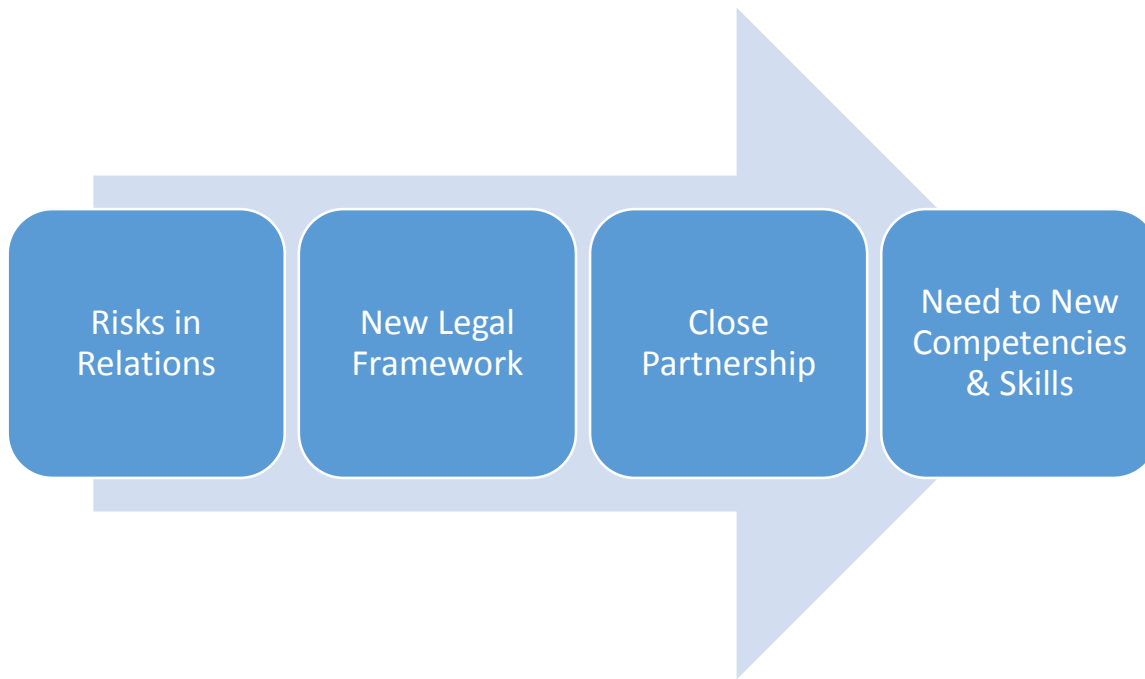 Risks in
Relations
New Legal
Framework
Close
Partnership
Need to New
Competencies
& Skills